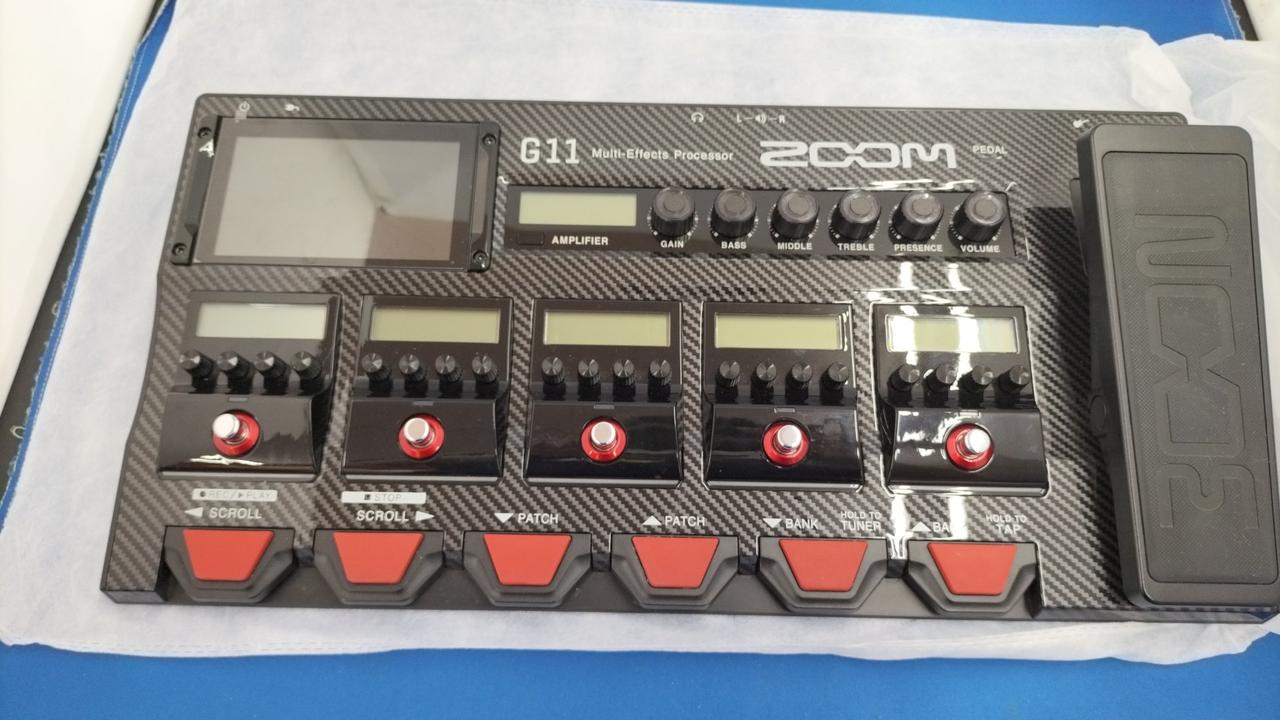 L R
G11 Multi-Effects Processor ZOOM PEDAL
AMPLIFIER GAIN BASS MIDDLE TREBLE PRESENCE VOLUME
REC/ PLAY STOP
SCROLL SCROLL PATCH PATCH BANK HOLD TO TUNER HOLD TO TAP
ZOOM